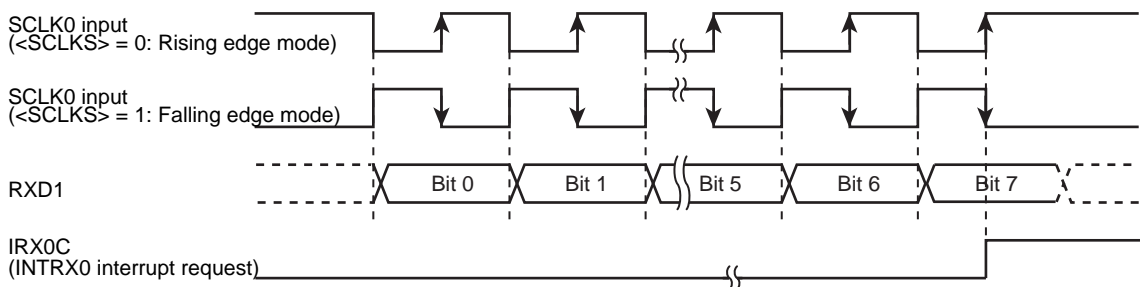 SCLK0 input
(<SCLKS> = 0: Rising edge mode)
SCLK0 input
(<SCLKS> = 1: Falling edge mode)
RXD1
Bit 0
Bit 1
Bit 5
Bit 6
Bit 7
IRX0C
(INTRX0 interrupt request)